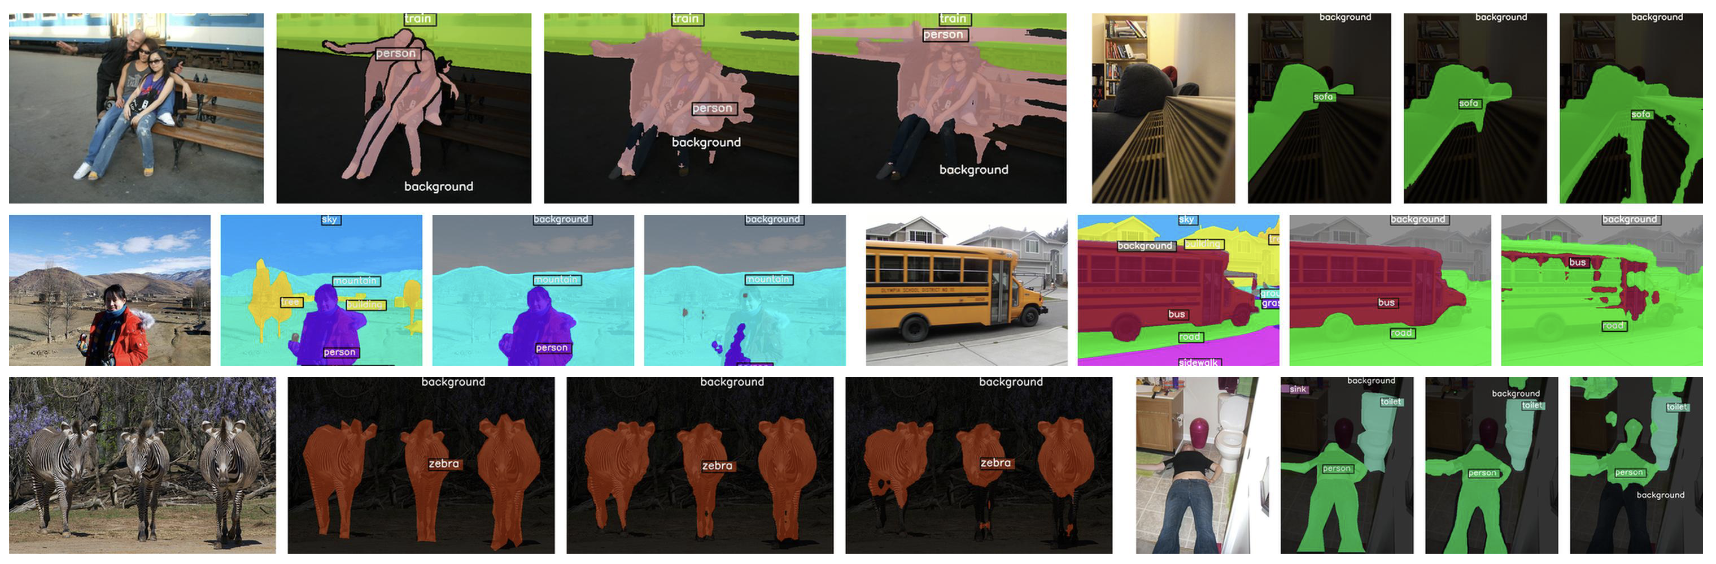 train
person
background
train
person
background
train
person
background
background
sofa
background
sofa
background
sofa
sky
mountain
tree
building
person
background
mountain
person
background
mountain
sky
background
building
bus
road
sidewalk
background
bus
road
background
bus
road
background
zebra
background
zebra
background
zebra
sink
background
toilet
person
background
toilet
person
toilet
person
background